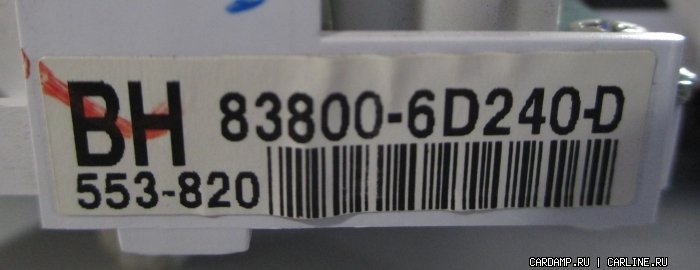 BH 83800-6D240-D
553-820
CARDAMP.RU | CARLINE.RU